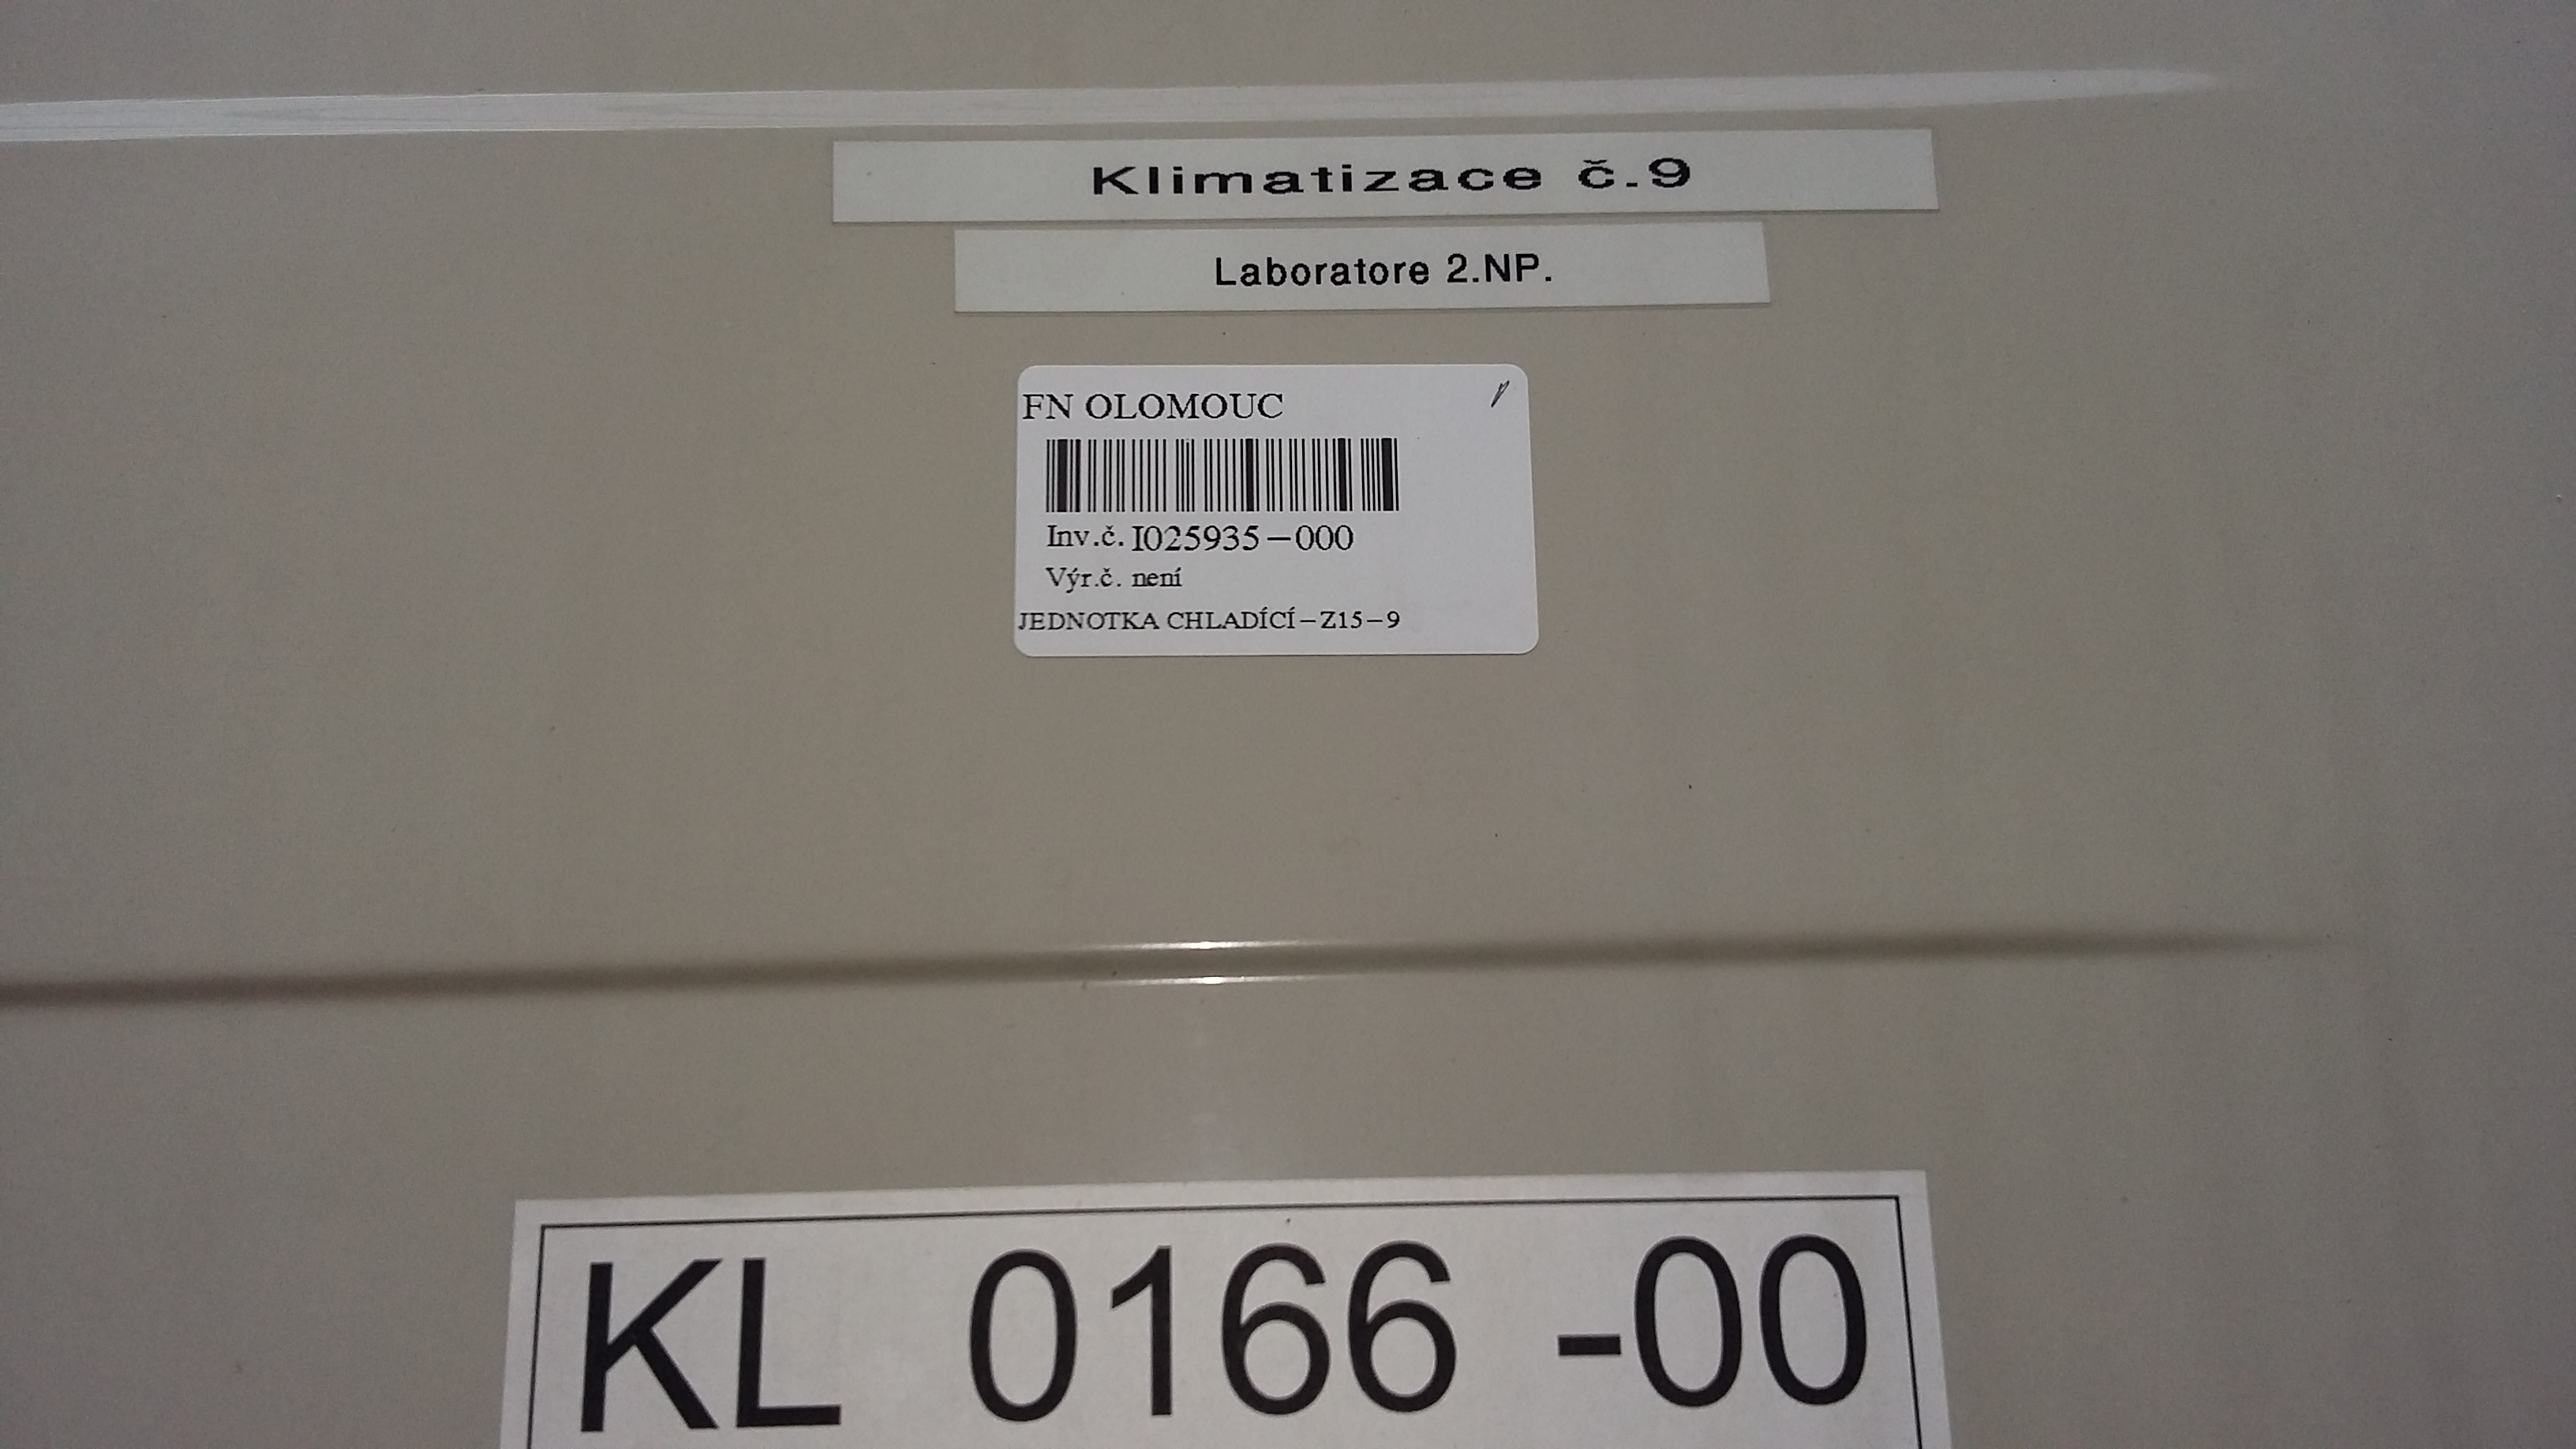 Klimatizace č.9
Laboratore 2.NP.
FN OLOMOUC
Inv.č. I025935-000
Výr.č. není
JEDNOTKA CHLADÍCÍ-Z15-9
KL 0166 -00